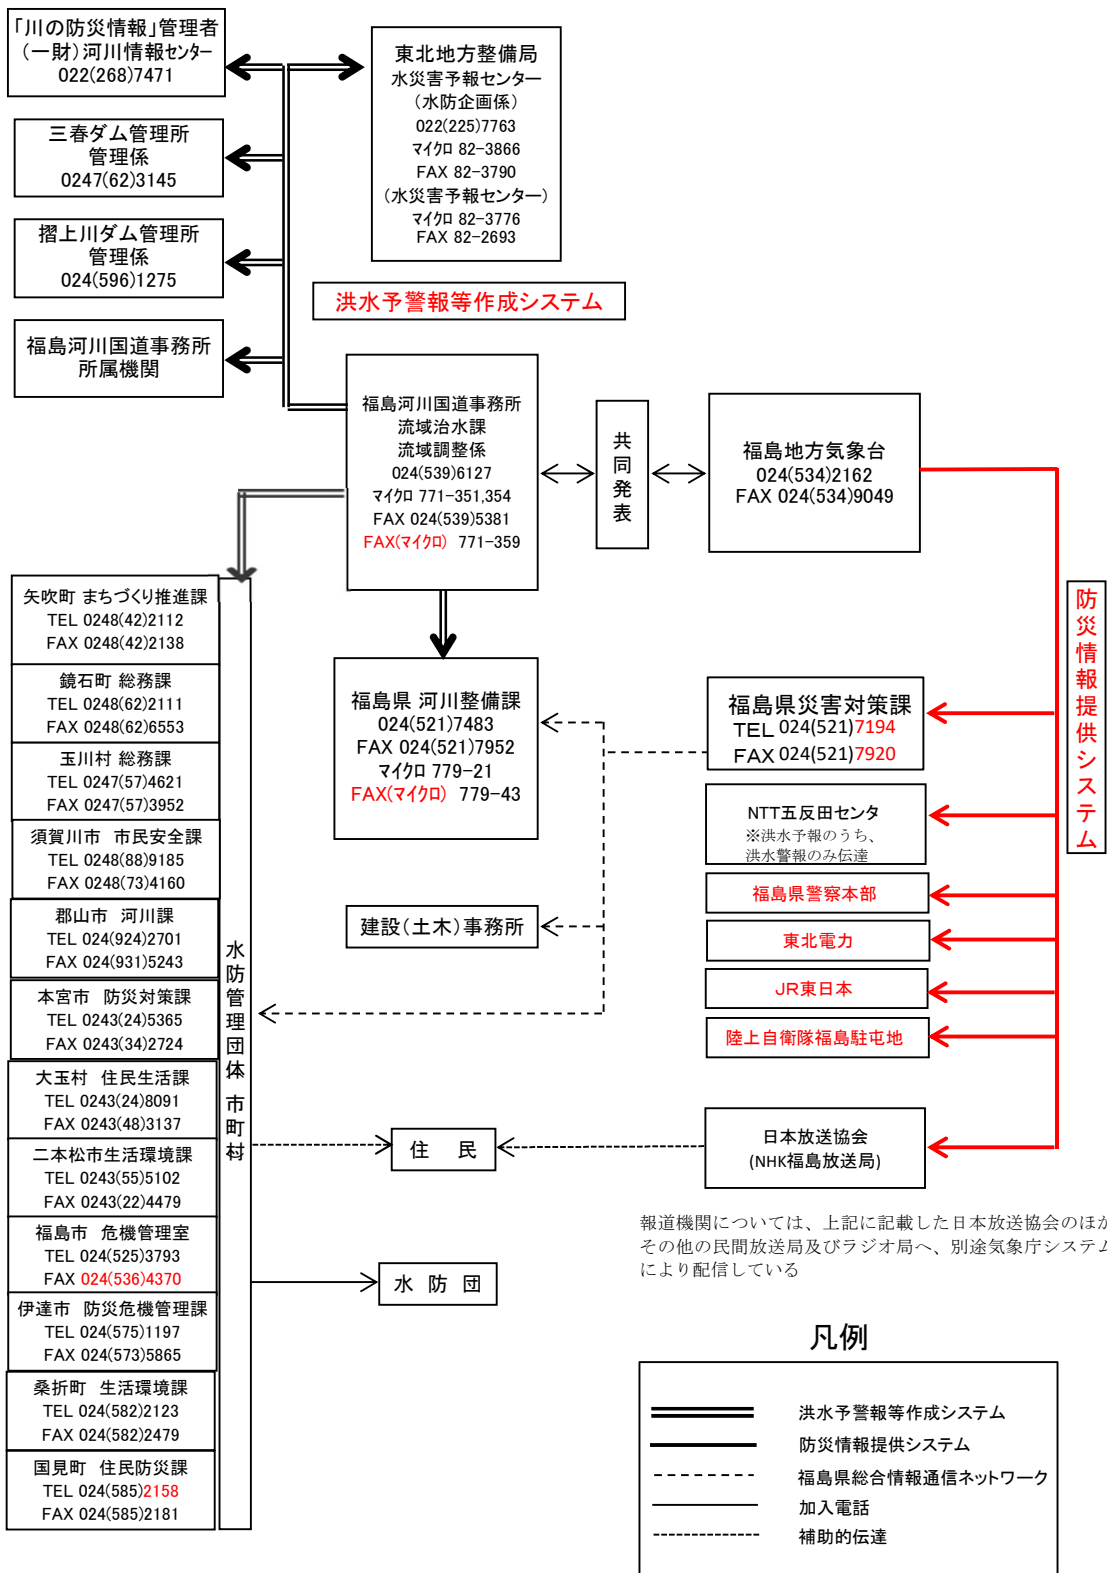 「川の防災情報」管理者
(一財)河川情報センター
022(268)7471
三春ダム管理所
管理係
0247(62)3145
摺上川ダム管理所
管理係
024(596)1275
福島河川国道事務所
所属機関
東北地方整備局
水災害予報センター
(水防企画係)
022(225)7763
マイクロ 82-3866
FAX 82-3790
(水災害予報センター)
マイクロ 82-3776
FAX 82-2693
洪水予警報等作成システム
福島河川国道事務所
流域治水課
流域調整係
024(539)6127
マイクロ 771-351,354
FAX 024(539)5381
FAX(マイクロ) 771-359
共同発表
福島地方気象台
024(534)2162
FAX 024(534)9049
防災情報提供システム
矢吹町 まちづくり推進課
TEL 0248(42)2112
FAX 0248(42)2138
鏡石町 総務課
TEL 0248(62)2111
FAX 0248(62)6553
玉川村 総務課
TEL 0247(57)4621
FAX 0247(57)3952
須賀川市 市民安全課
TEL 0248(88)9185
FAX 0248(73)4160
郡山市 河川課
TEL 024(924)2701
FAX 024(931)5243
本宮市 防災対策課
TEL 0243(24)5365
FAX 0243(34)2724
大玉村 住民生活課
TEL 0243(24)8091
FAX 0243(48)3137
二本松市生活環境課
TEL 0243(55)5102
FAX 0243(22)4479
福島市 危機管理室
TEL 024(525)3793
FAX 024(536)4370
伊達市 防災危機管理課
TEL 024(575)1197
FAX 024(573)5865
桑折町 生活環境課
TEL 024(582)2123
FAX 024(582)2479
国見町 住民防災課
TEL 024(585)2158
FAX 024(585)2181
水防管理団体 市町村
福島県 河川整備課
024(521)7483
FAX 024(521)7952
マイクロ 779-21
FAX(マイクロ) 779-43
建設(土木)事務所
住 民
水 防 団
福島県災害対策課
TEL 024(521)7194
FAX 024(521)7920
NTT五反田センタ
※洪水予報のうち、
洪水警報のみ伝達
福島県警察本部
東北電力
JR東日本
陸上自衛隊福島駐屯地
日本放送協会
(NHK福島放送局)
報道機関については、上記に記載した日本放送協会のほか
その他の民間放送局及びラジオ局へ、別途気象庁システム
により配信している
凡例
洪水予警報等作成システム
防災情報提供システム
福島県総合情報通信ネットワーク
加入電話
補助的伝達